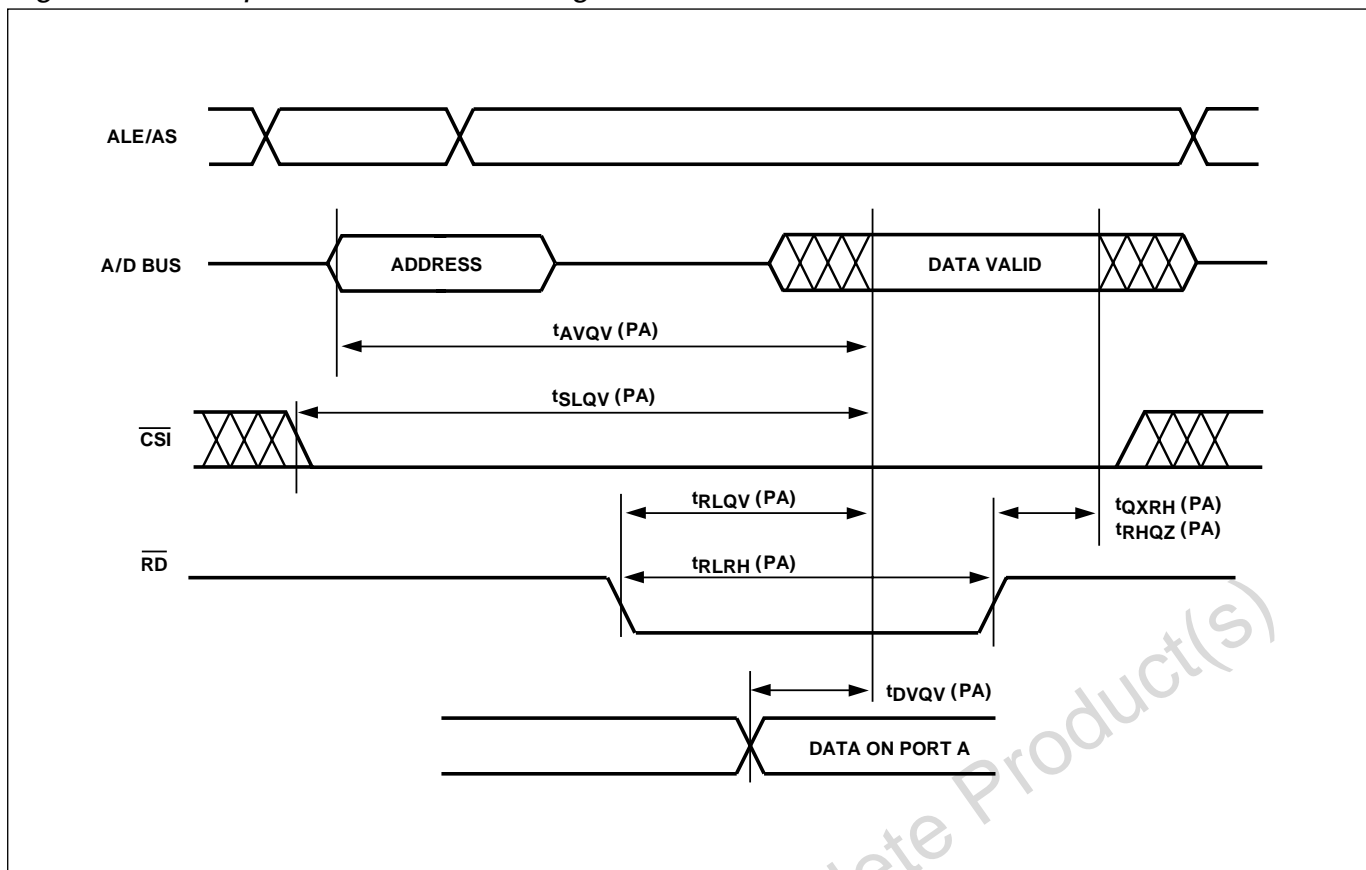 ALE/AS
A/D BUS
ADDRESS
DATA VALID
tAVQV (PA)
tSLQV (PA)
CSI
tRLQV (PA)
tQXRH (PA)
tRHQZ (PA)
RD
tRLRH (PA)
tDVQV (PA)
DATA ON PORT A
Product(s)